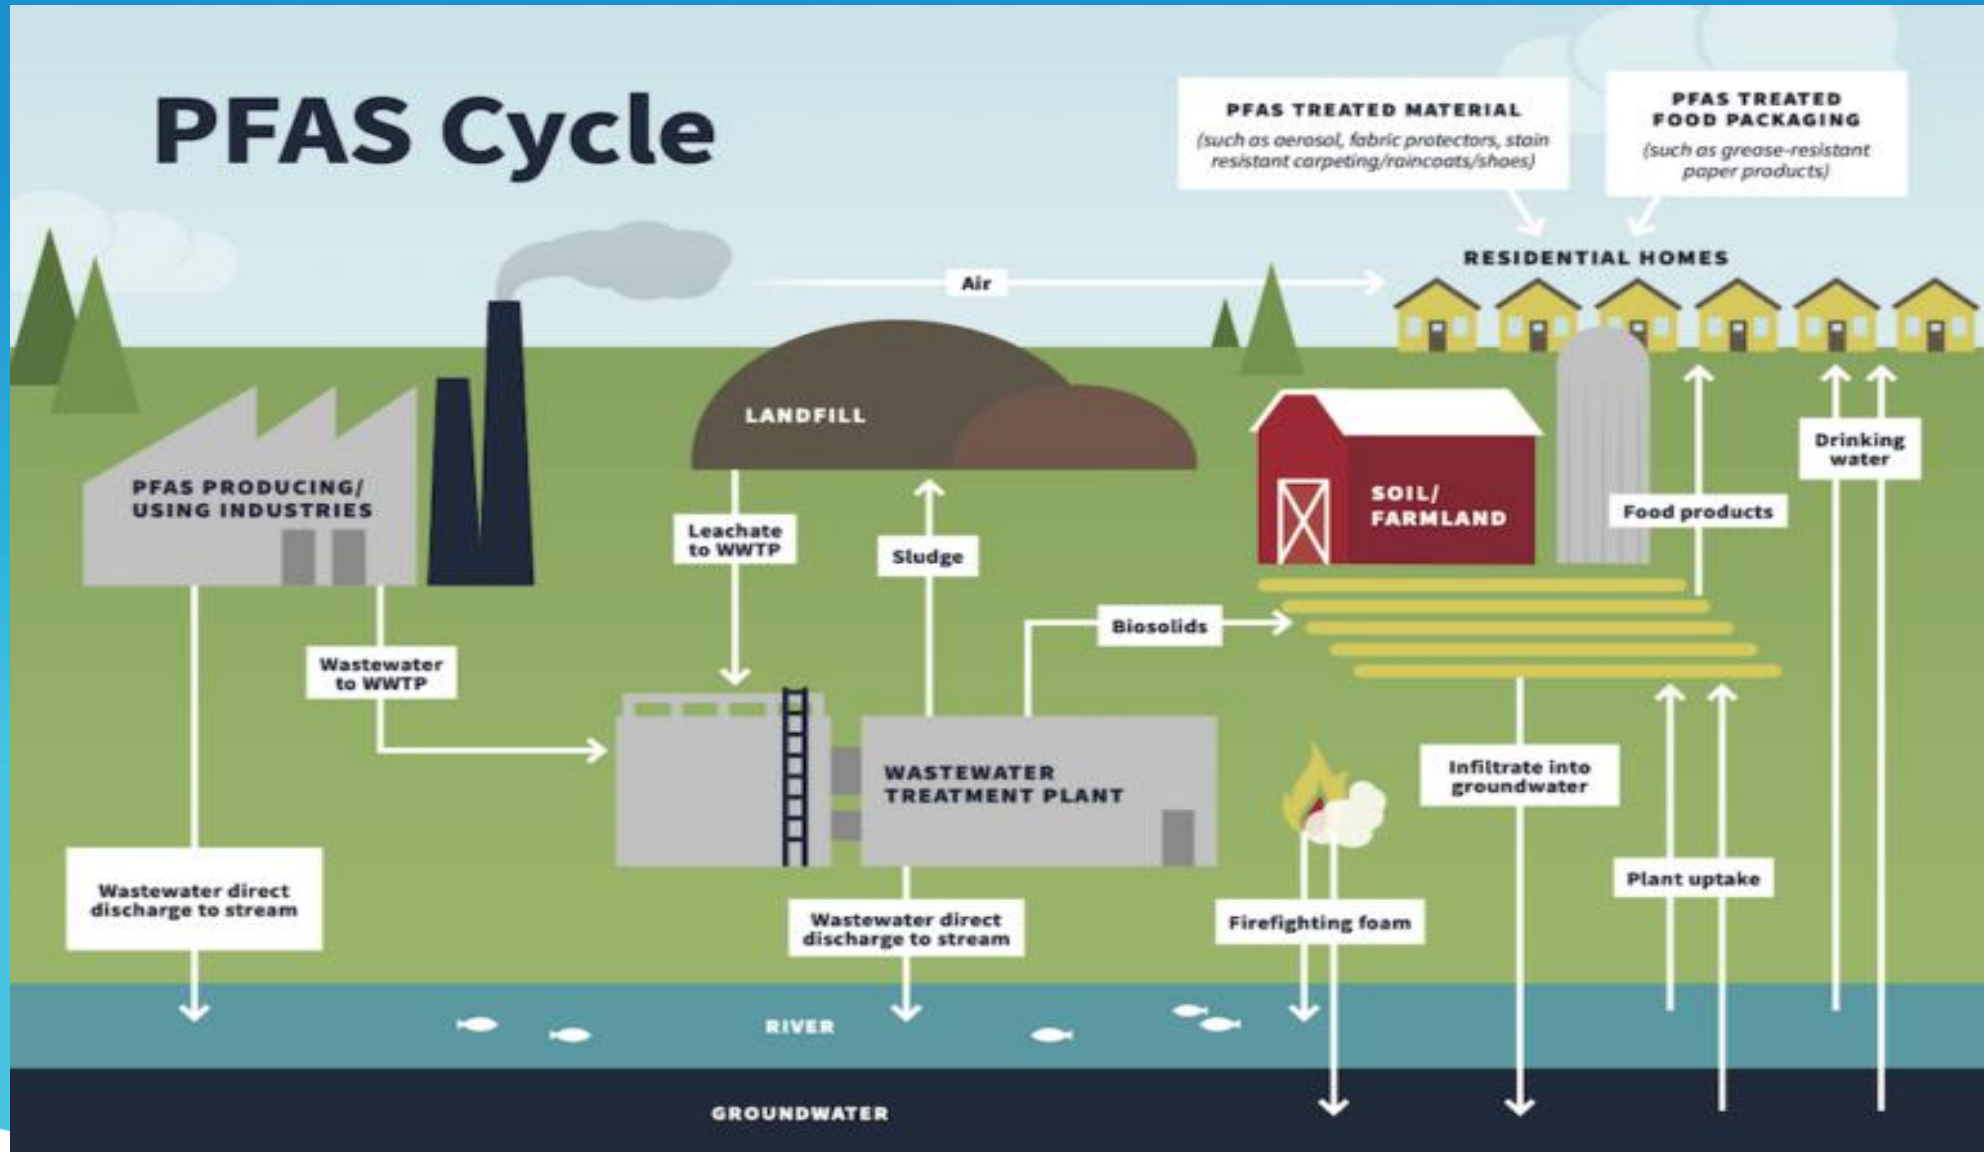 PFAS Cycle
PFAS TREATED MATERIAL
(such as aerosol, fabric protectors, stain
resistant carpeting/raincoats/shoes)
PFAS TREATED
FOOD PACKAGING
(such as grease-resistant
paper products)
RESIDENTIAL HOMES
Air
LANDFILL
PFAS PRODUCING/
USING INDUSTRIES
Leachate
to WWTP
Sludge
SOIL/
FARMLAND
Food products
Drinking
water
Biosolids
Wastewater
to WWTP
WASTEWATER
TREATMENT PLANT
Infiltrate into
groundwater
Plant uptake
Wastewater direct
discharge to stream
Wastewater direct
discharge to stream
Firefighting foam
RIVER
GROUNDWATER